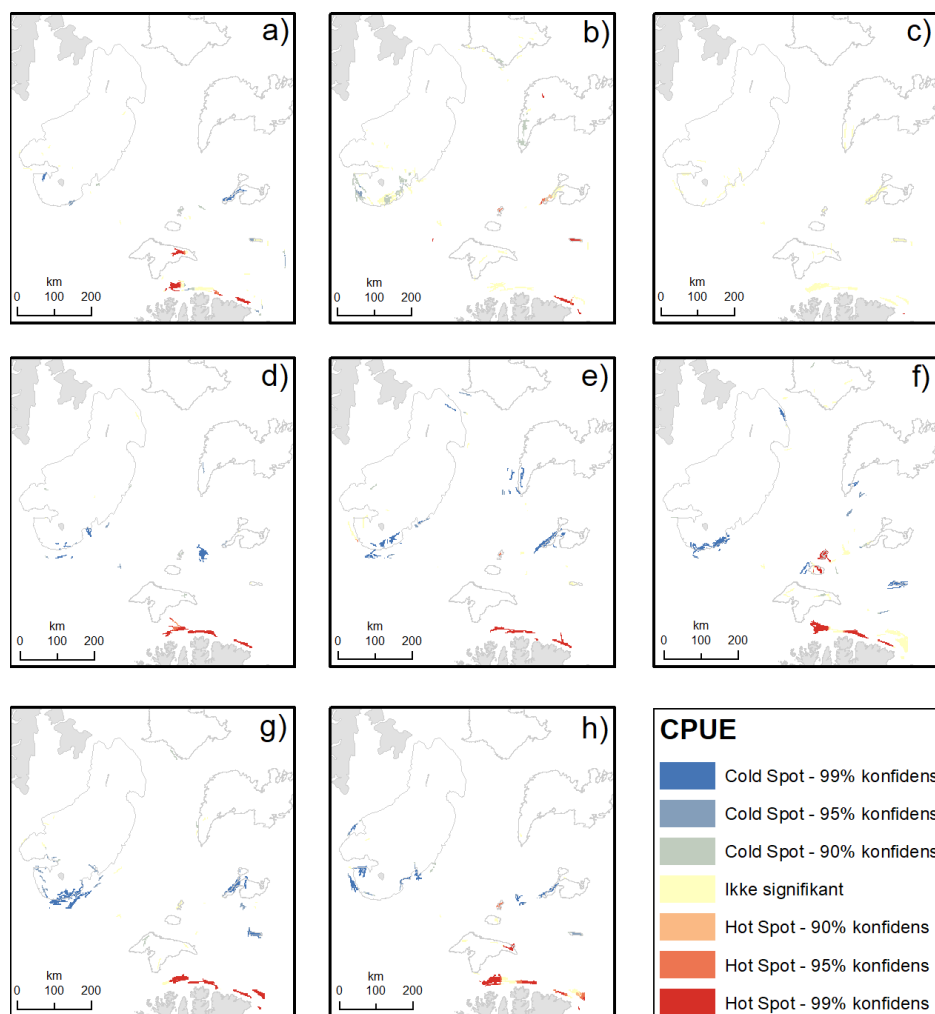 a)
km
0 100 200
b)
km
0 100 200
c)
km
0 100 200
d)
km
0 100 200
e)
km
0 100 200
f)
km
0 100 200
g)
km
0 100 200
h)
km
0 100 200
CPUE
Cold Spot - 99% konfidens
Cold Spot - 95% konfidens
Cold Spot - 90% konfidens
Ikke signifikant
Hot Spot - 90% konfidens
Hot Spot - 95% konfidens
Hot Spot - 99% konfidens